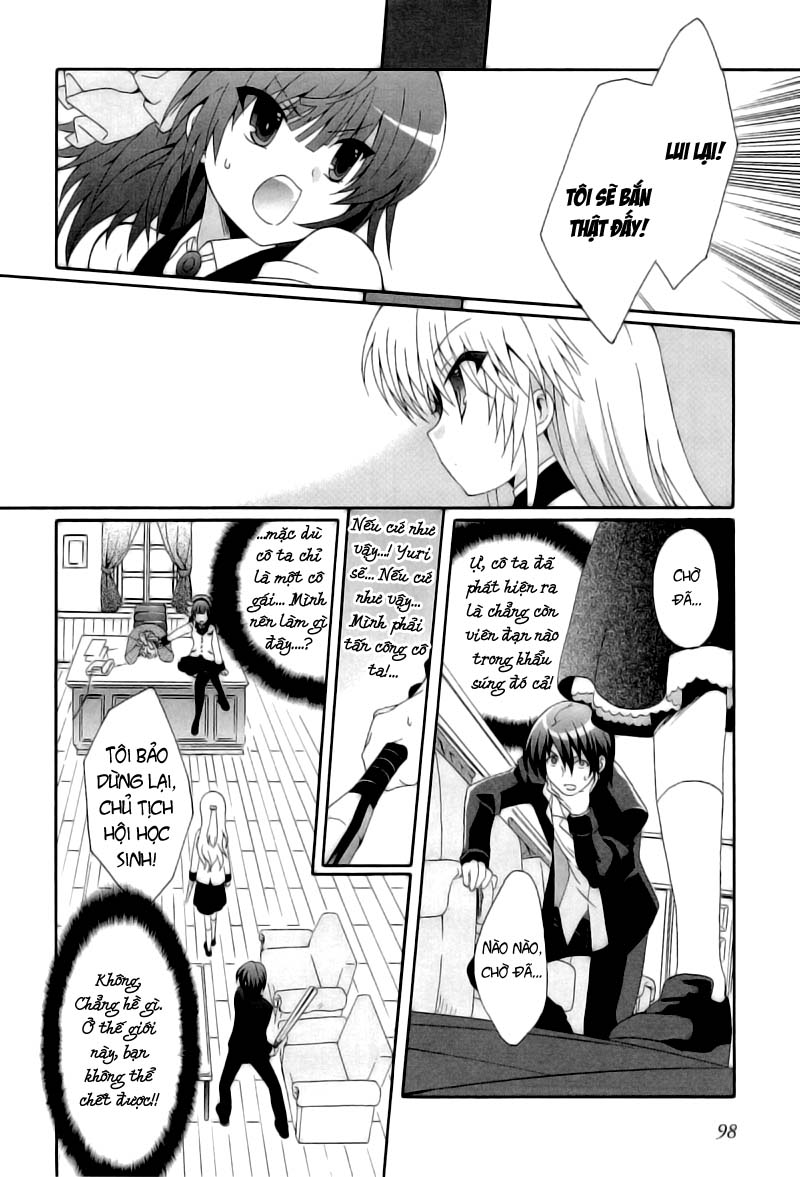 LUI LẠI!
TÔI SẼ BẮN
THẬT ĐẤY!
CHỜ
ĐÃ...
Ự, cô ta đã
phát hiện ra
là chẳng còn
viên đạn nào
trong khẩu
súng đó cả!
NÀO NÀO,
CHỜ ĐÃ...
Nếu cứ như
vậy...! Yuri
sẽ... Nếu cứ
như vậy...
Mình phải
tấn công cô
ta!...
...mặc dù
cô ta chỉ
là một cô
gái... Mình
nên làm gì
đây....?
TÔI BẢO
DỪNG LẠI,
CHỦ TỊCH
HỘI HỌC
SINH!
Không,
Chẳng hề gì.
Ở thế giới
này, bạn
không thể
chết được!!
98